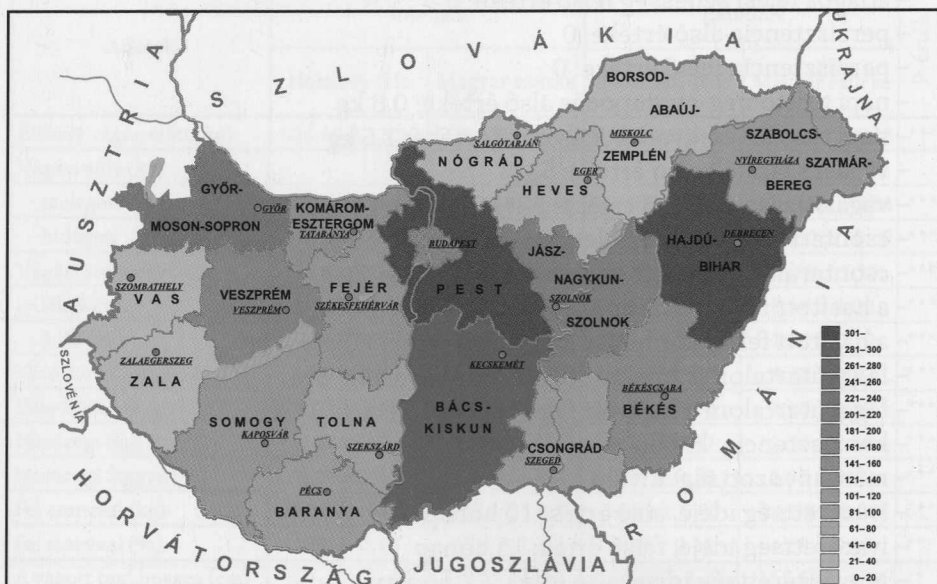 SZLOVÁKIA
UKRAJNA
AUSZTRIA
SZLOVÉNIA
HORVÁTORSZÁG
JUGOSZLÁVIA
ROMÁNIA
BORSOD-
ABAÚJ-
MISKOLC
ZEMPLÉN
SZABOLCS-
SZATMÁR-
NYÍREGYHÁZA
BEREG
SALGÓTARJÁN
NÓGRÁD
EGER
HEVES
GYŐR-
GYŐR
MOSON-SOPRON
KOMÁROM-
ESZTERGOM
TATABÁNYA
BUDAPEST
PEST
JÁSZ-
NAGYKUN-
SZOLNOK
SZOLNOK
HAJDÚ-
DEBRECEN
BIHAR
SZOMBATHELY
VAS
VESZPRÉM
VESZPRÉM
FEJÉR
SZÉKESFEHÉRVÁR
ZALAEGERSZEG
ZALA
KECSKEMÉT
BÁCS-
KISKUN
BÉKÉSCSABA
BÉKÉS
SOMOGY
KAPOSVÁR
TOLNA
SZEKSZÁRD
CSONGRÁD
SZEGED
PÉCS
BARANYA
301–
281–300
261–280
241–260
221–240
201–220
181–200
161–180
141–160
121–140
101–120
81–100
61–80
41–60
21–40
0–20